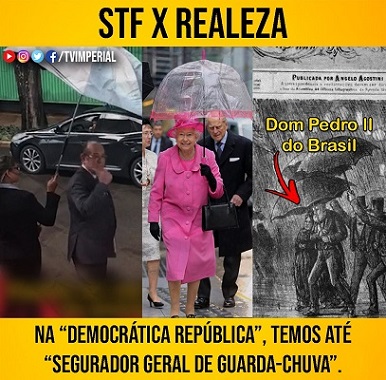 STF X REALEZA
/TVIMPERIAL
PUBLICADA POR ANGELO AGOSTINI
Dom Pedro II
do Brasil
NA “DEMOCRÁTICA REPÚBLICA”, TEMOS ATÉ
“SEGURADOR GERAL DE GUARDA-CHUVA”.